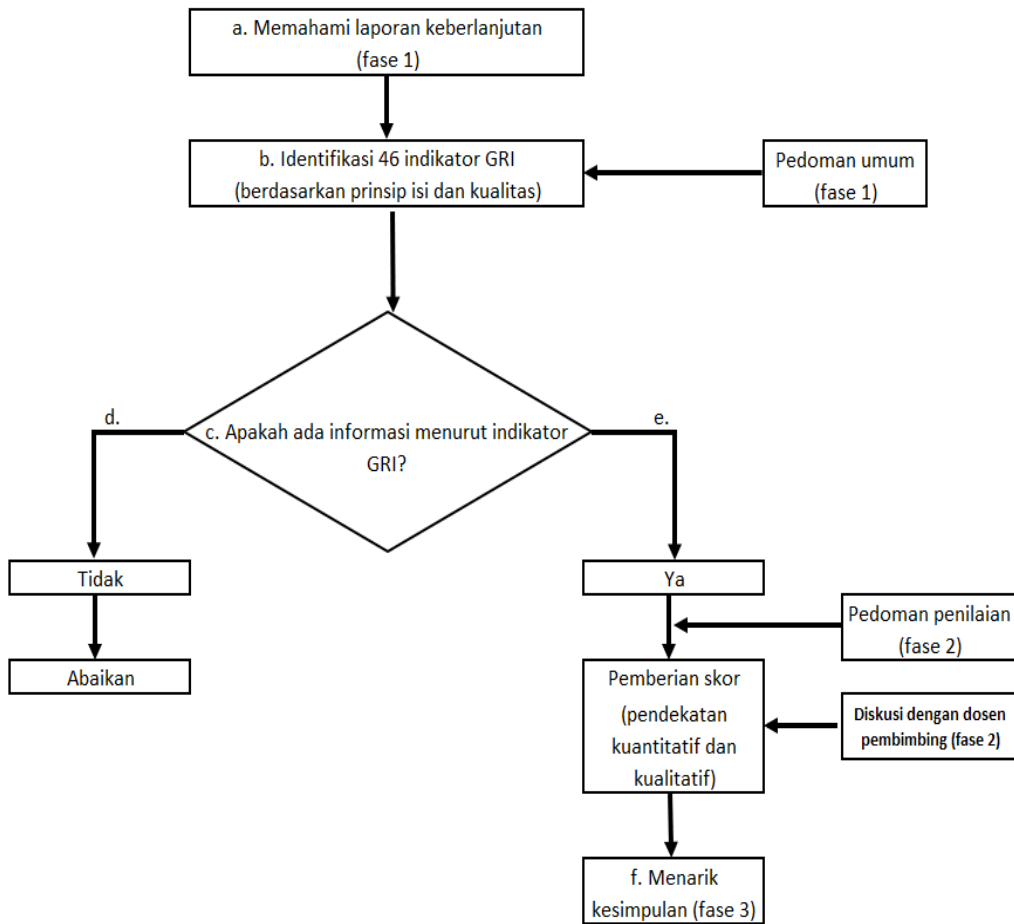 a. Memahami laporan keberlanjutan
(fase 1)
b. Identifikasi 46 indikator GRI
(berdasarkan prinsip isi dan kualitas)
Pedoman umum
(fase 1)
d.
e.
c. Apakah ada informasi menurut indikator
GRI?
Tidak
Ya
Pedoman penilaian
(fase 2)
Abaikan
Pemberian skor
(pendekatan
kuantitatif dan
kualitatif)
Diskusi dengan dosen
pembimbing (fase 2)
f. Menarik
kesimpulan (fase 3)